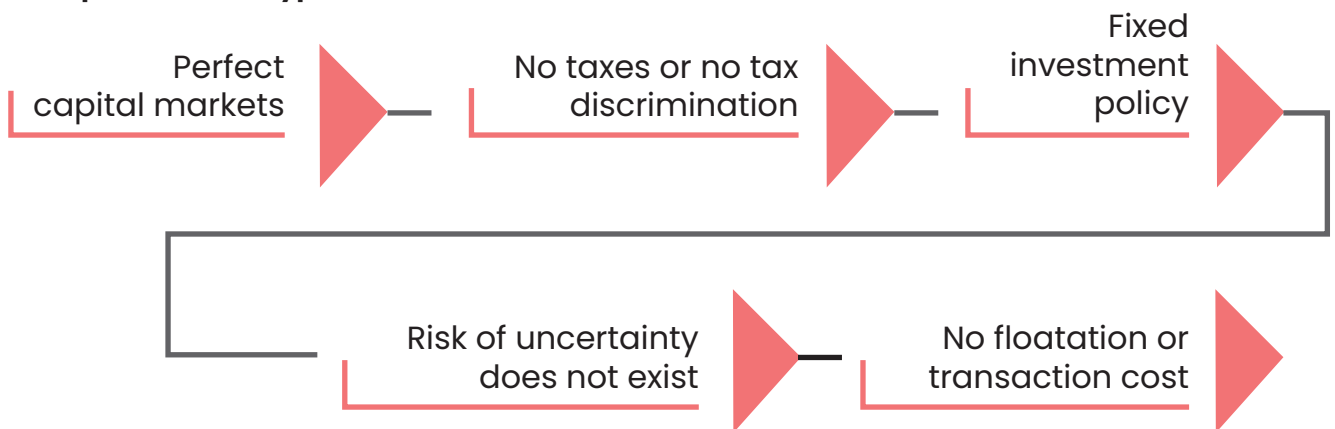 Perfect
capital markets
No taxes or no tax
discrimination
Fixed
investment
policy
Risk of uncertainty
does not exist
No floatation or
transaction cost